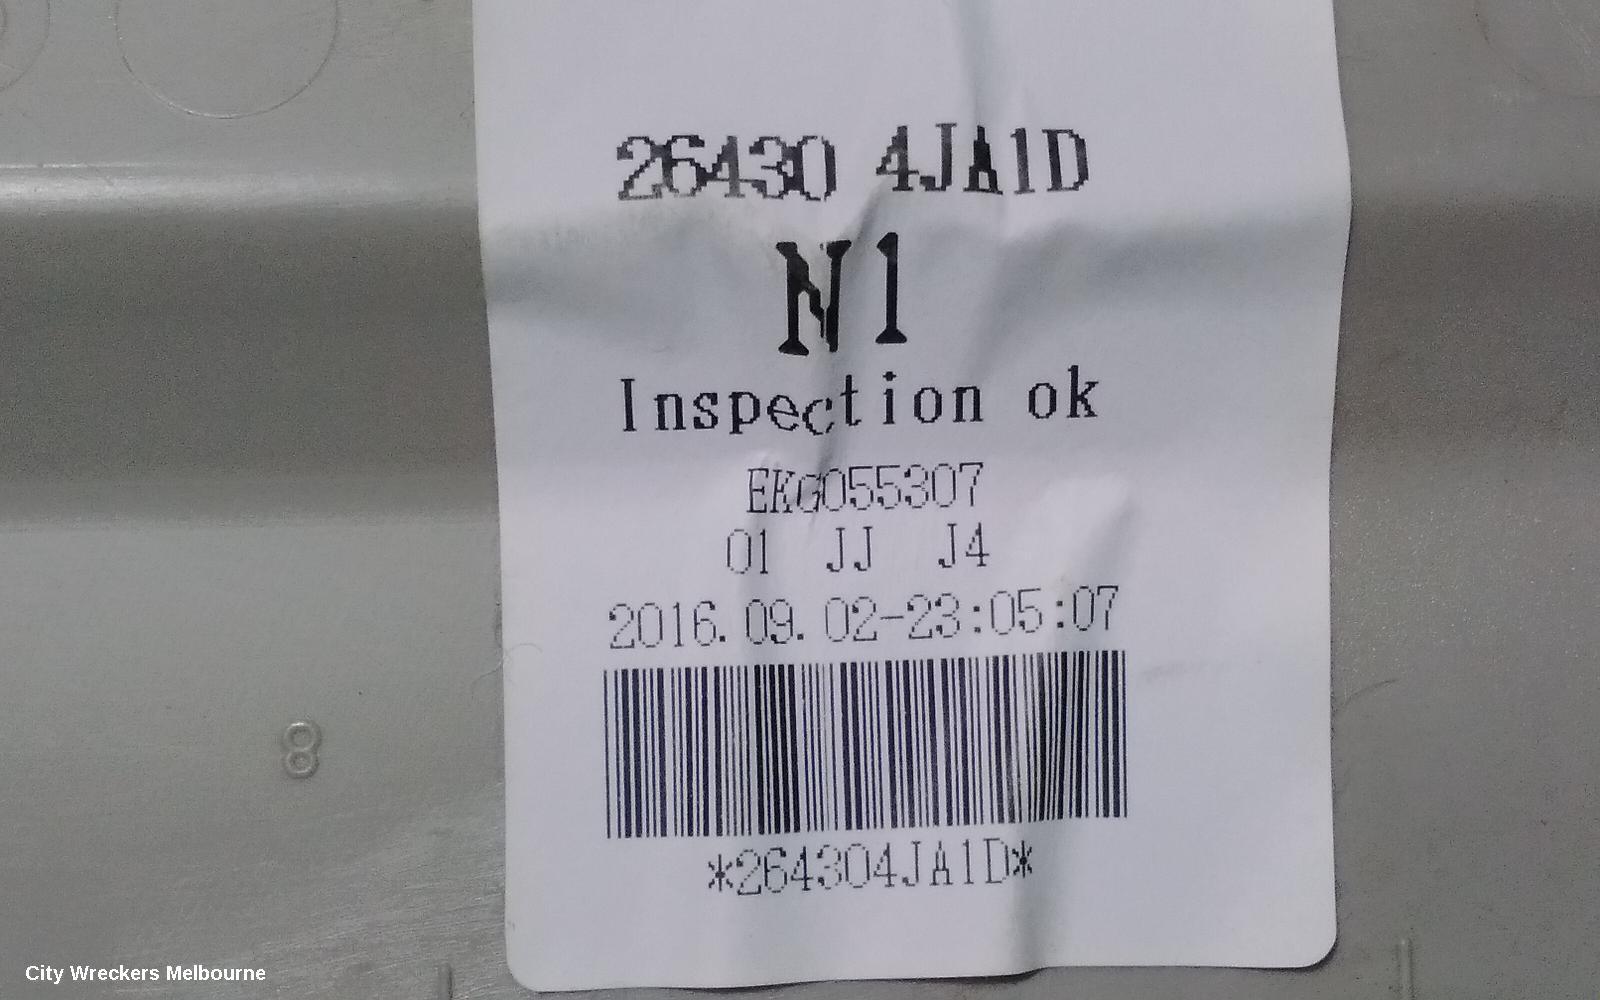 26430 4JA1D
N1
Inspection ok
EKG055307
01 JJ J4
2016.09.02-23:05:07
*264304JA1D*
8
City Wreckers Melbourne